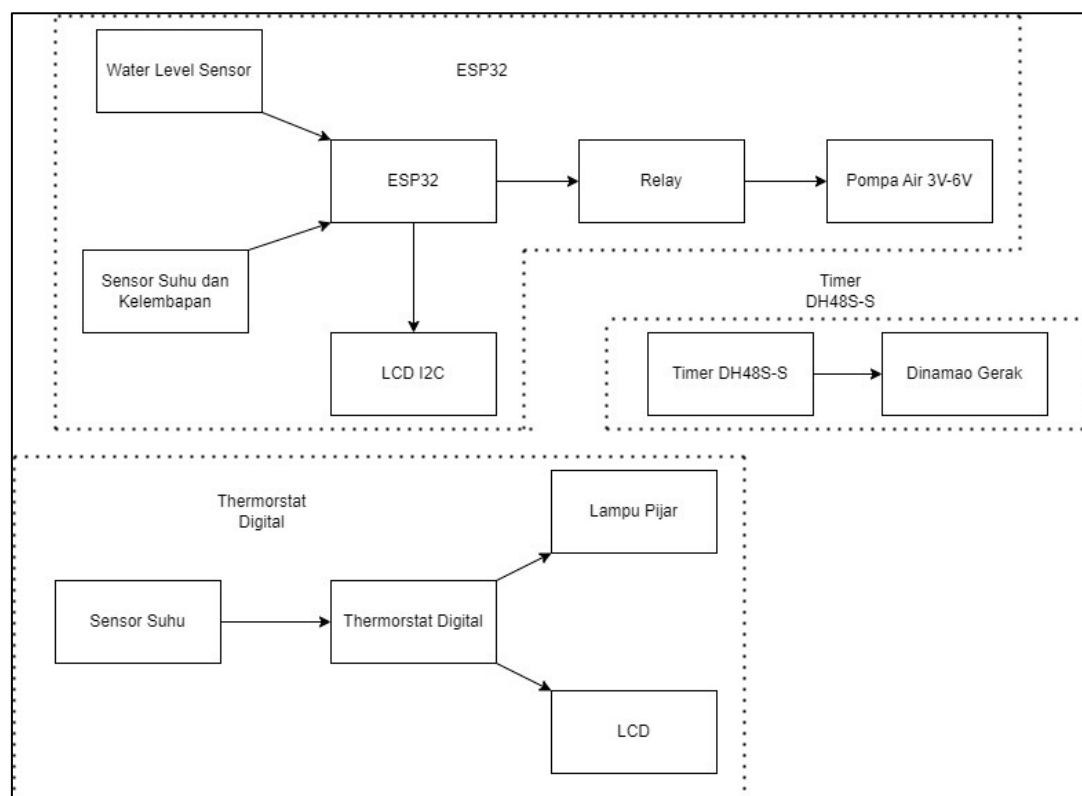 Water Level Sensor
ESP32
ESP32
Relay
Pompa Air 3V-6V
Sensor Suhu dan
Kelembapan
LCD I2C
Timer
DH48S-S
Timer DH48S-S
Dinamao Gerak
Thermorstat
Digital
Lampu Pijar
Sensor Suhu
Thermorstat Digital
LCD